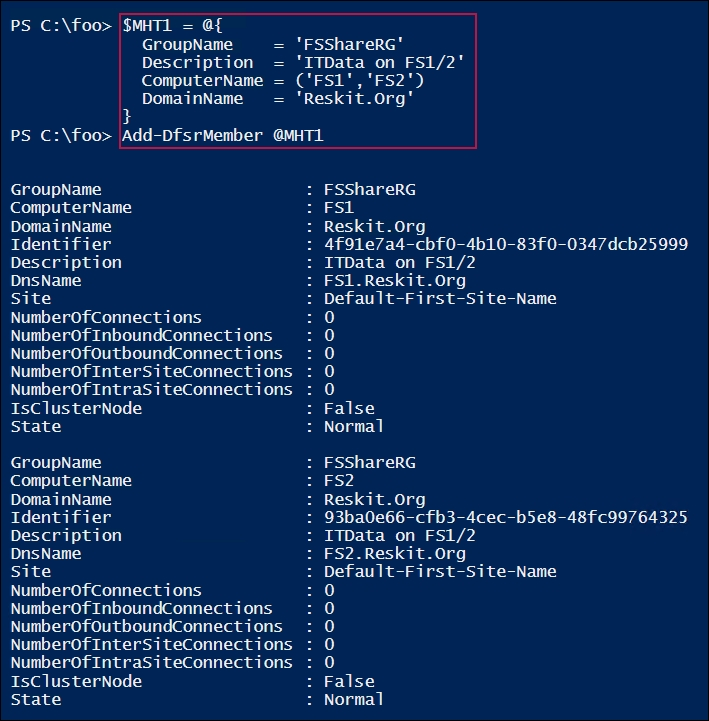 PS C:\foo> $MHT1 = @{
GroupName    = 'FSShareRG'
Description  = 'ITData on FS1/2'
ComputerName = ('FS1','FS2')
DomainName   = 'Reskit.Org'
}
PS C:\foo> Add-DfsrMember @MHT1
GroupName                     : FSShareRG
ComputerName                  : FS1
DomainName                    : Reskit.Org
Identifier                    : 4f91e7a4-cbf0-4b10-83f0-0347dcb25999
Description                   : ITData on FS1/2
DnsName                       : FS1.Reskit.Org
Site                          : Default-First-Site-Name
NumberOfConnections           : 0
NumberOfInboundConnections    : 0
NumberOfOutboundConnections   : 0
NumberOfInterSiteConnections  : 0
NumberOfIntraSiteConnections  : 0
IsClusterNode                 : False
State                         : Normal
GroupName                     : FSShareRG
ComputerName                  : FS2
DomainName                    : Reskit.Org
Identifier                    : 93ba0e66-cfb3-4cec-b5e8-48fc99764325
Description                   : ITData on FS1/2
DnsName                       : FS2.Reskit.Org
Site                          : Default-First-Site-Name
NumberOfConnections           : 0
NumberOfInboundConnections    : 0
NumberOfOutboundConnections   : 0
NumberOfInterSiteConnections  : 0
NumberOfIntraSiteConnections  : 0
IsClusterNode                 : False
State                         : Normal